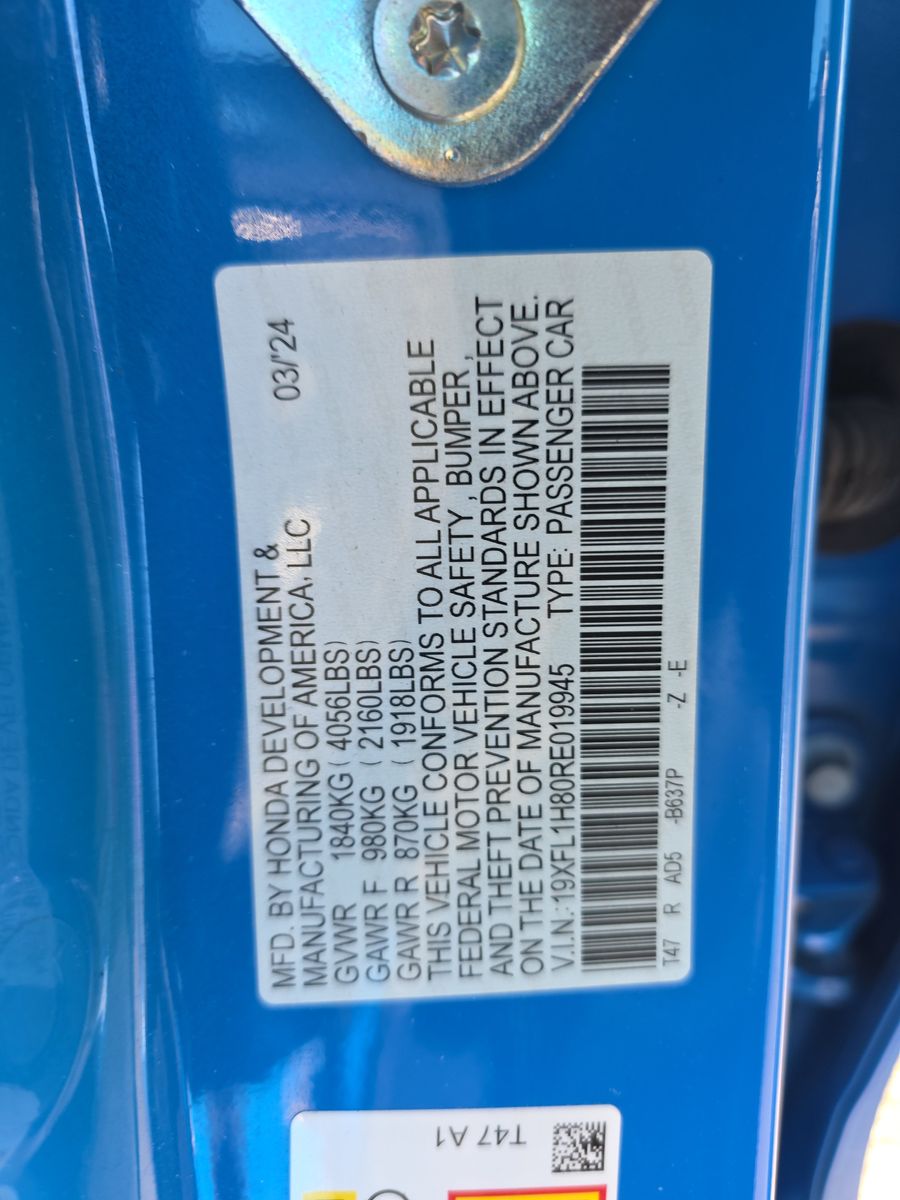 MFD. BY HONDA DEVELOPMENT & 03/'24
MANUFACTURING OF AMERICA, LLC
GVWR 1840KG ( 4056LBS)
GAWR F 980KG ( 2160LBS)
GAWR R 870KG ( 1918LBS)
THIS VEHICLE CONFORMS TO ALL APPLICABLE
FEDERAL MOTOR VEHICLE SAFETY , BUMPER ,
AND THEFT PREVENTION STANDARDS IN EFFECT
ON THE DATE OF MANUFACTURE SHOWN ABOVE.
V.I.N.: 19XFL1H80RE019945 TYPE: PASSENGER CAR
T47 R AD5 -B637P -Z -E
T47 A1